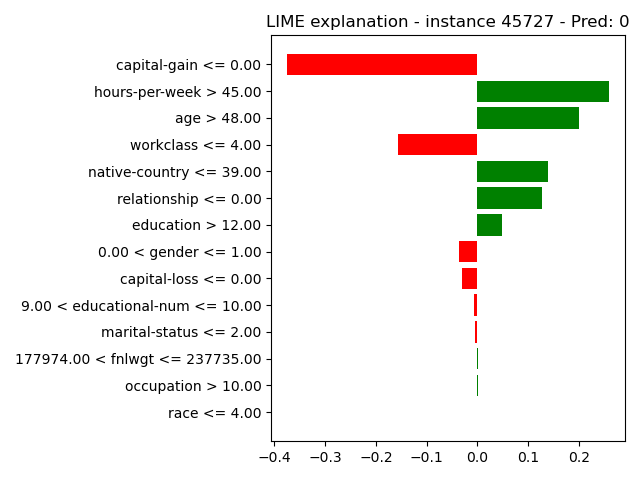 LIME explanation - instance 45727 - Pred: 0
capital-gain <= 0.00
hours-per-week > 45.00
age > 48.00
workclass <= 4.00
native-country <= 39.00
relationship <= 0.00
education > 12.00
0.00 < gender <= 1.00
capital-loss <= 0.00
9.00 < educational-num <= 10.00
marital-status <= 2.00
177974.00 < fnlwgt <= 237735.00
occupation > 10.00
race <= 4.00
−0.4 −0.3 −0.2 −0.1 0.0 0.1 0.2